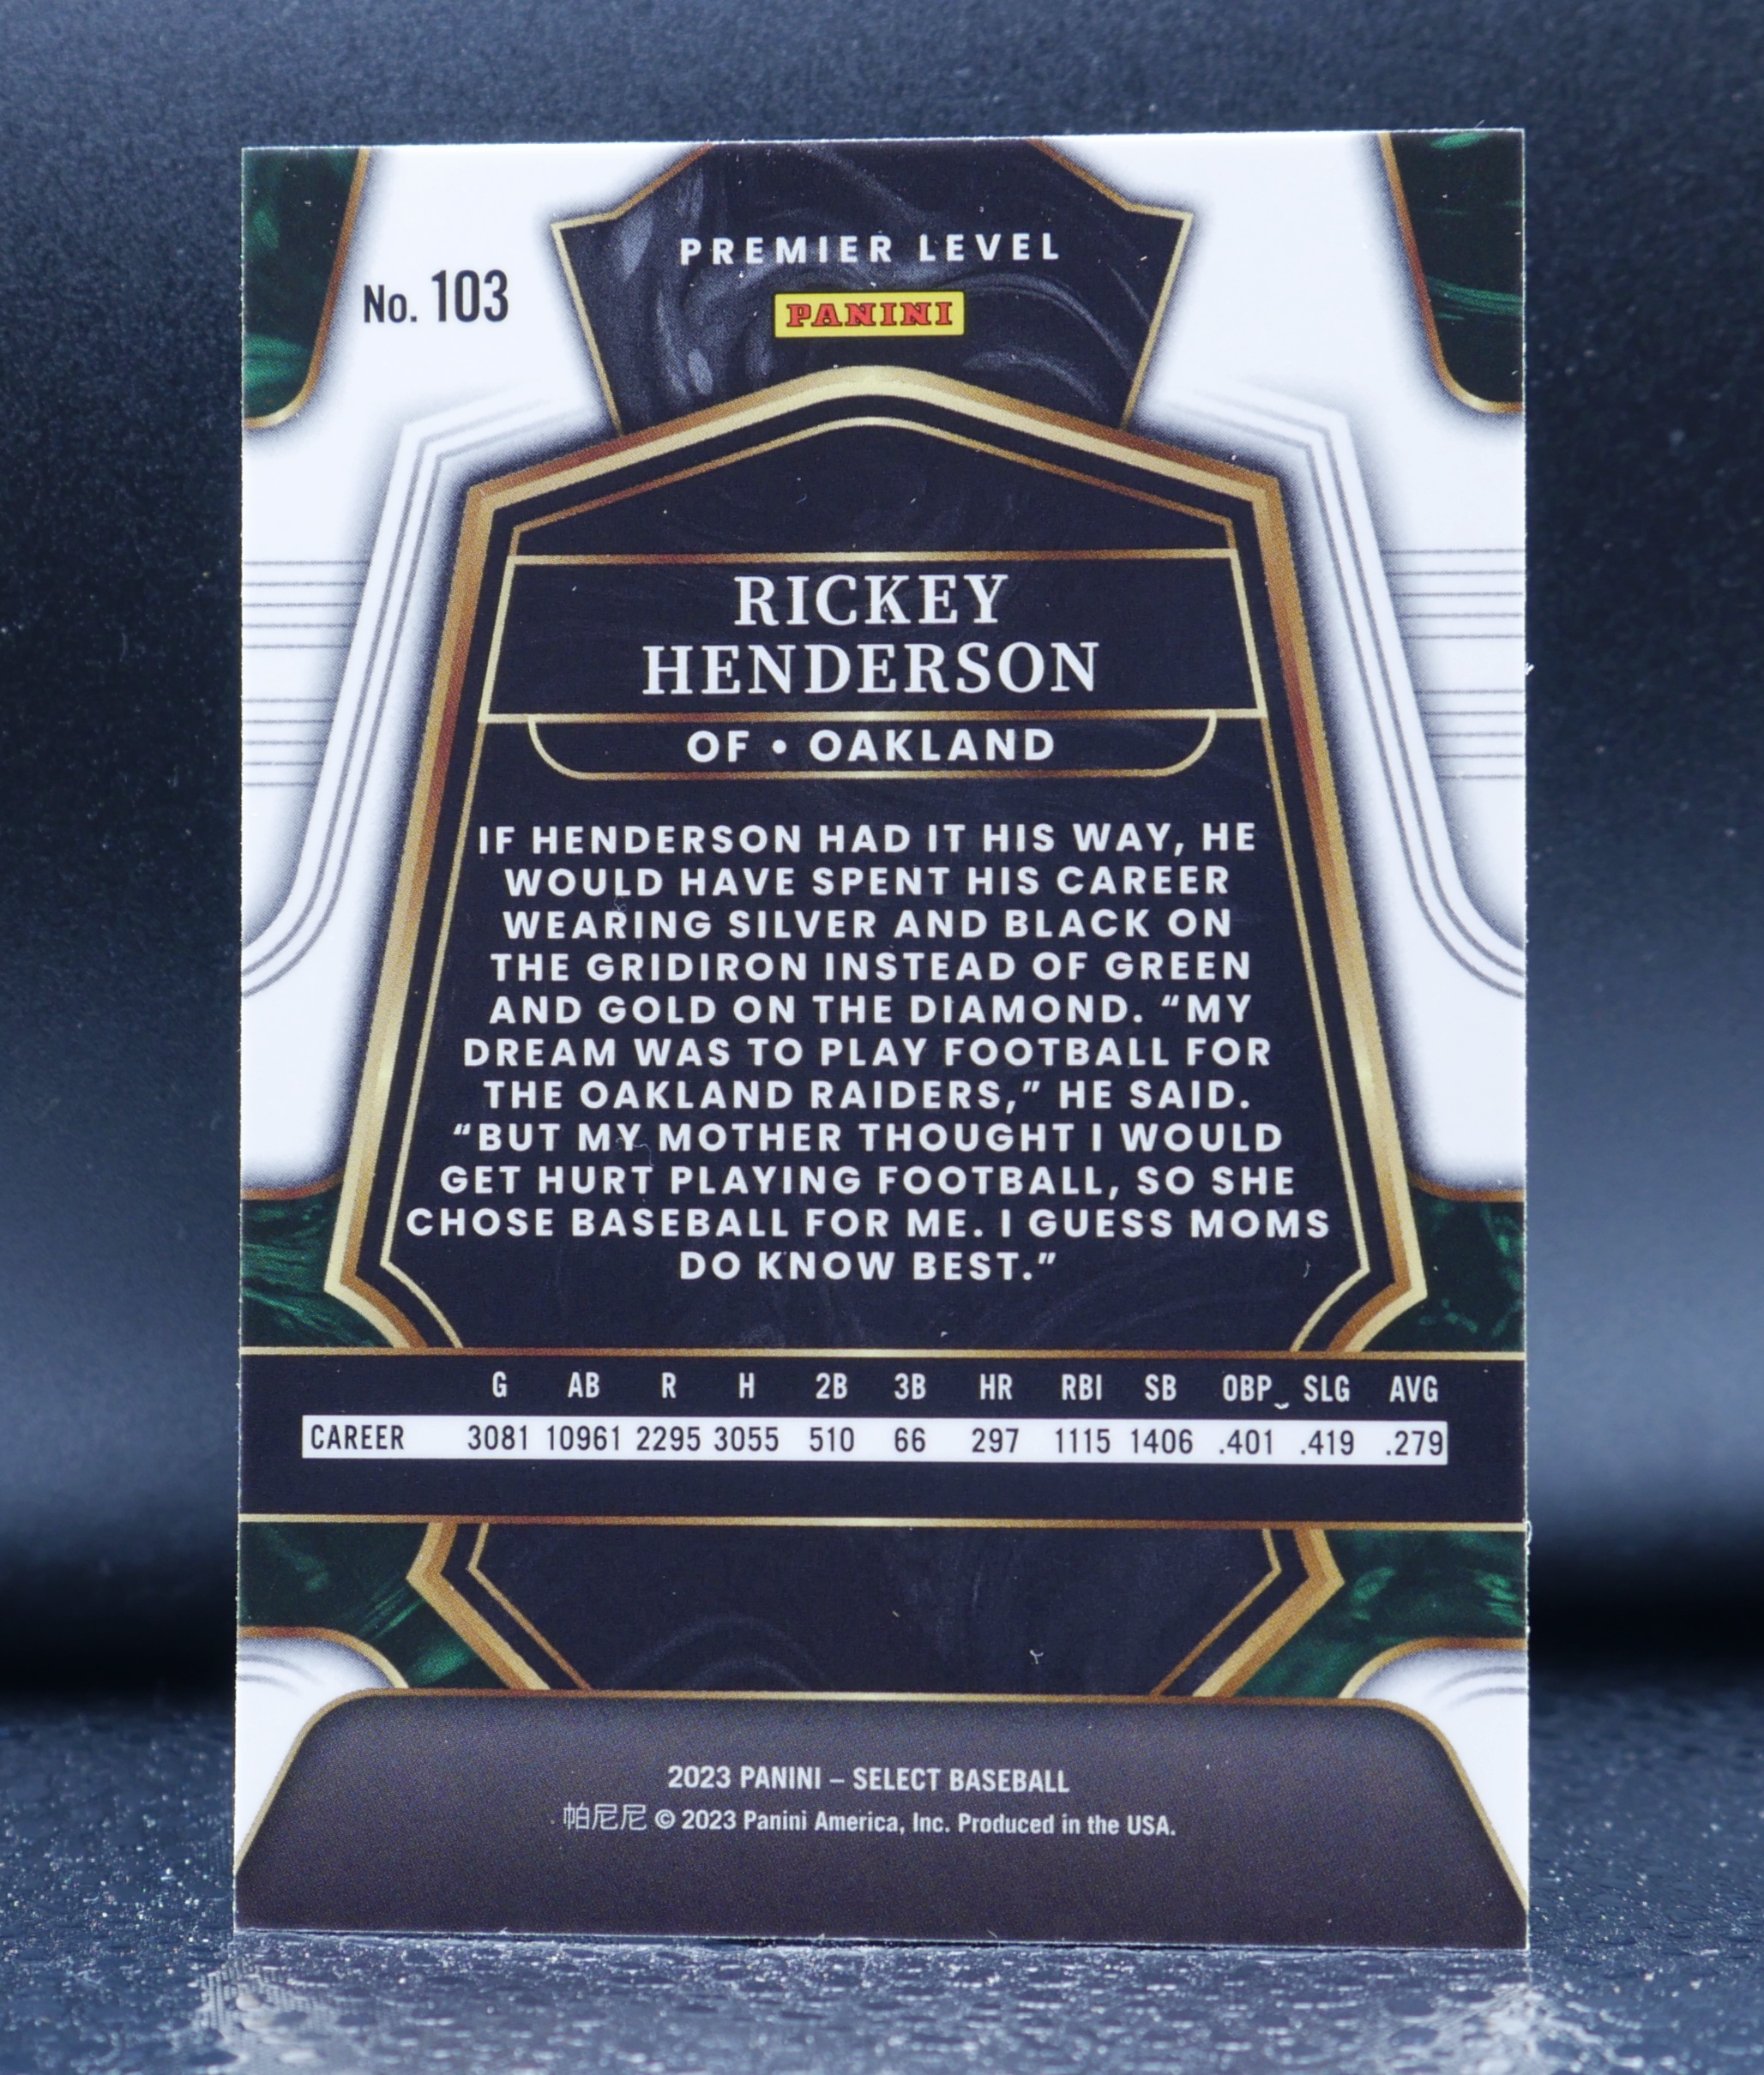 PREMIER LEVEL
No. 103
PANINI
RICKEY
HENDERSON
OF • OAKLAND
IF HENDERSON HAD IT HIS WAY, HE
WOULD HAVE SPENT HIS CAREER
WEARING SILVER AND BLACK ON
THE GRIDIRON INSTEAD OF GREEN
AND GOLD ON THE DIAMOND. “MY
DREAM WAS TO PLAY FOOTBALL FOR
THE OAKLAND RAIDERS,” HE SAID.
“BUT MY MOTHER THOUGHT I WOULD
GET HURT PLAYING FOOTBALL, SO SHE
CHOSE BASEBALL FOR ME. I GUESS MOMS
DO KNOW BEST.”
G AB R H 2B 3B HR RBI SB OBP SLG AVG
CAREER 3081 10961 2295 3055 510 66 297 1115 1406 .401 .419 .279
2023 PANINI – SELECT BASEBALL
帕尼尼 © 2023 Panini America, Inc. Produced in the USA.